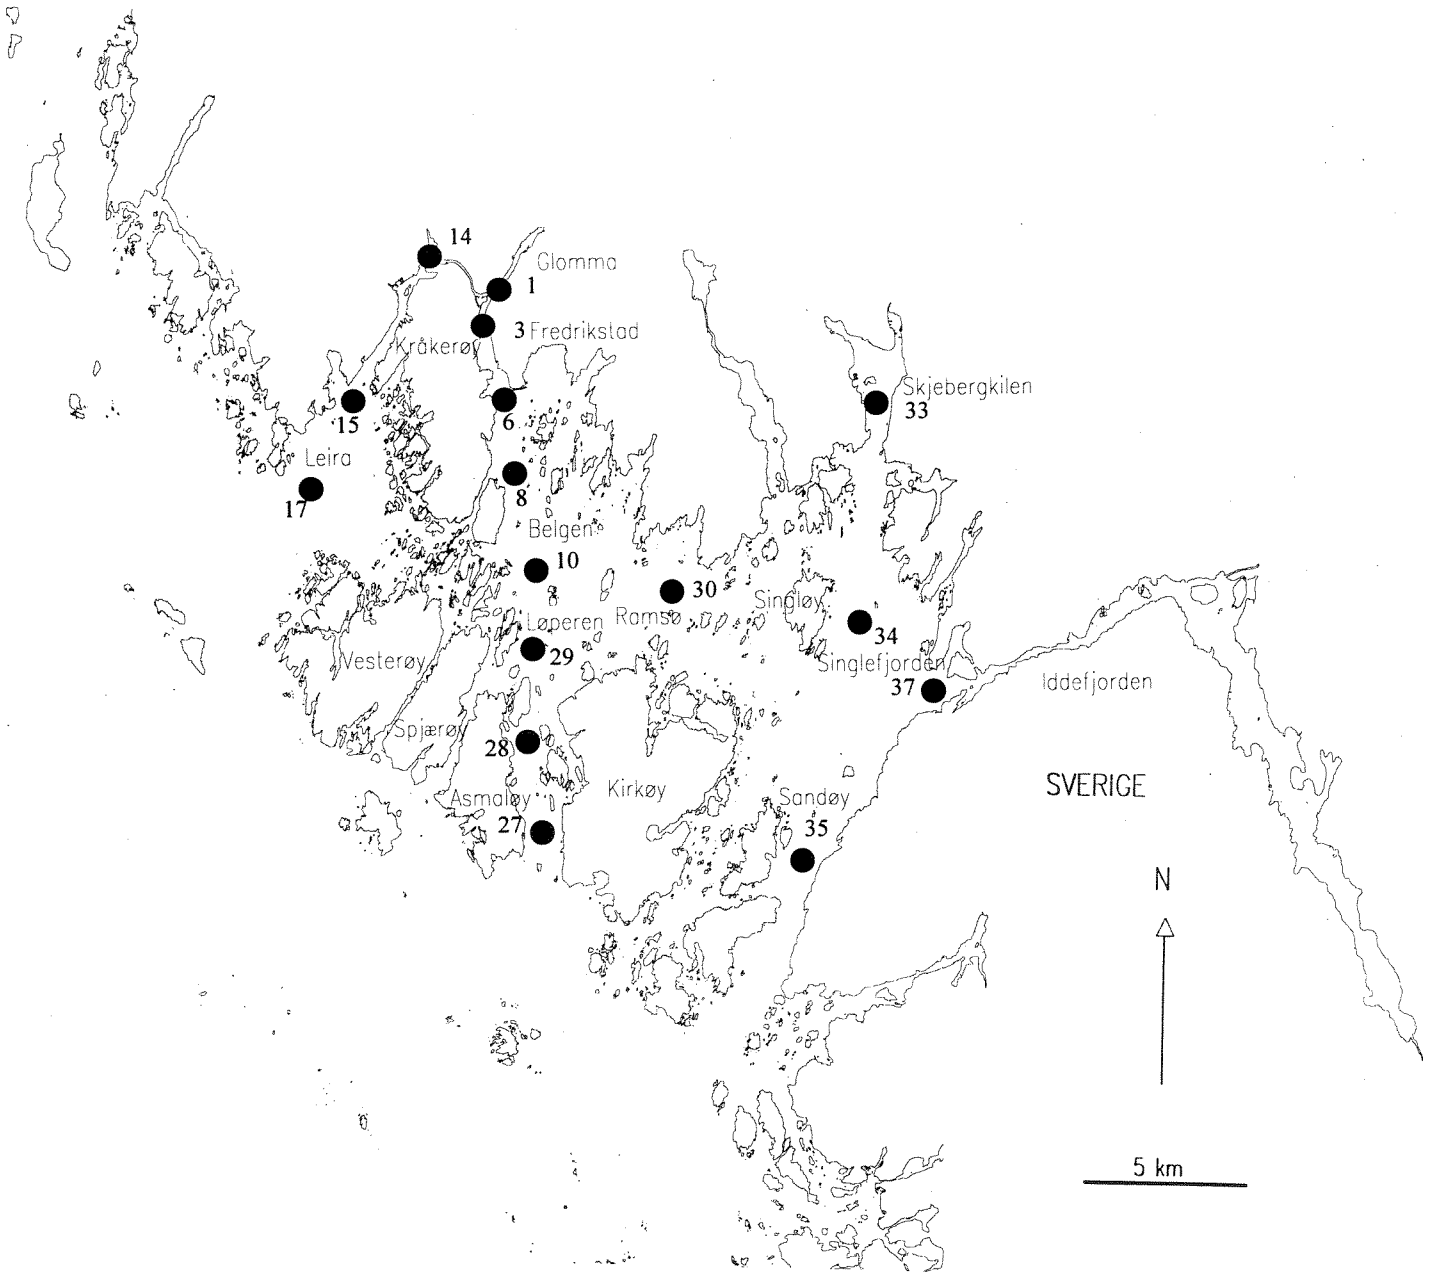 14
Glomma
1
3 Fredrikstad
Kråkerøy
Skjebergkilen
33
6
15
Leira
8
17
Belgen
10
30
Singløy
Ramsø
Løperen
34
29
Vesterøy
Singlefjorden
37
Iddefjorden
Spjærøy
28
SVERIGE
Kirkøy
Asmaløy
Sandøy
27
35
N
5 km